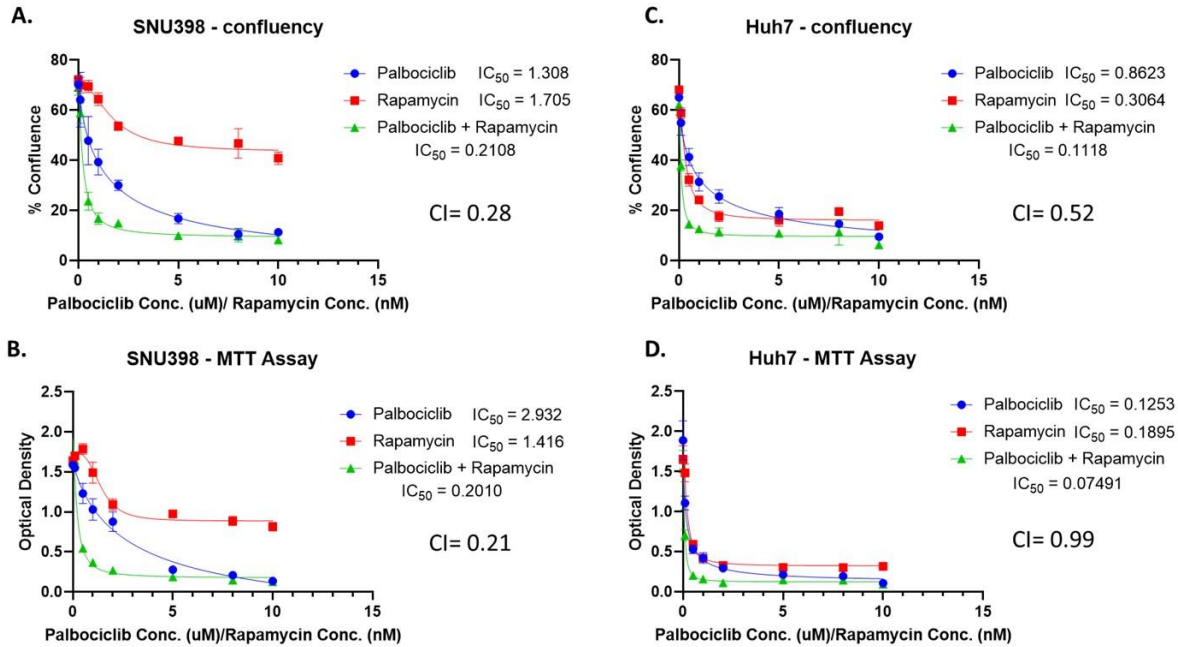 A.
SNU398 - confluency
% Confluence
80
60
40
20
0
0
5
10
15
Palbociclib Conc. (uM)/ Rapamycin Conc. (nM)
Palbociclib IC50 = 1.308
Rapamycin IC50 = 1.705
Palbociclib + Rapamycin
IC50 = 0.2108
CI= 0.28
C.
Huh7 - confluency
% Confluence
80
60
40
20
0
0
5
10
15
Palbociclib Conc. (uM)/Rapamycin Conc. (nM)
Palbociclib IC50 = 0.8623
Rapamycin IC50 = 0.3064
Palbociclib + Rapamycin
IC50 = 0.1118
CI= 0.52
B.
SNU398 - MTT Assay
Optical Density
2.5
2.0
1.5
1.0
0.5
0.0
0
5
10
15
Palbociclib Conc. (uM)/Rapamycin Conc. (nM)
Palbociclib IC50 = 2.932
Rapamycin IC50 = 1.416
Palbociclib + Rapamycin
IC50 = 0.2010
CI= 0.21
D.
Huh7 - MTT Assay
Optical Density
2.5
2.0
1.5
1.0
0.5
0.0
0
5
10
15
Palbociclib Conc. (uM)/Rapamycin Conc. (nM)
Palbociclib IC50 = 0.1253
Rapamycin IC50 = 0.1895
Palbociclib + Rapamycin
IC50 = 0.07491
CI= 0.99